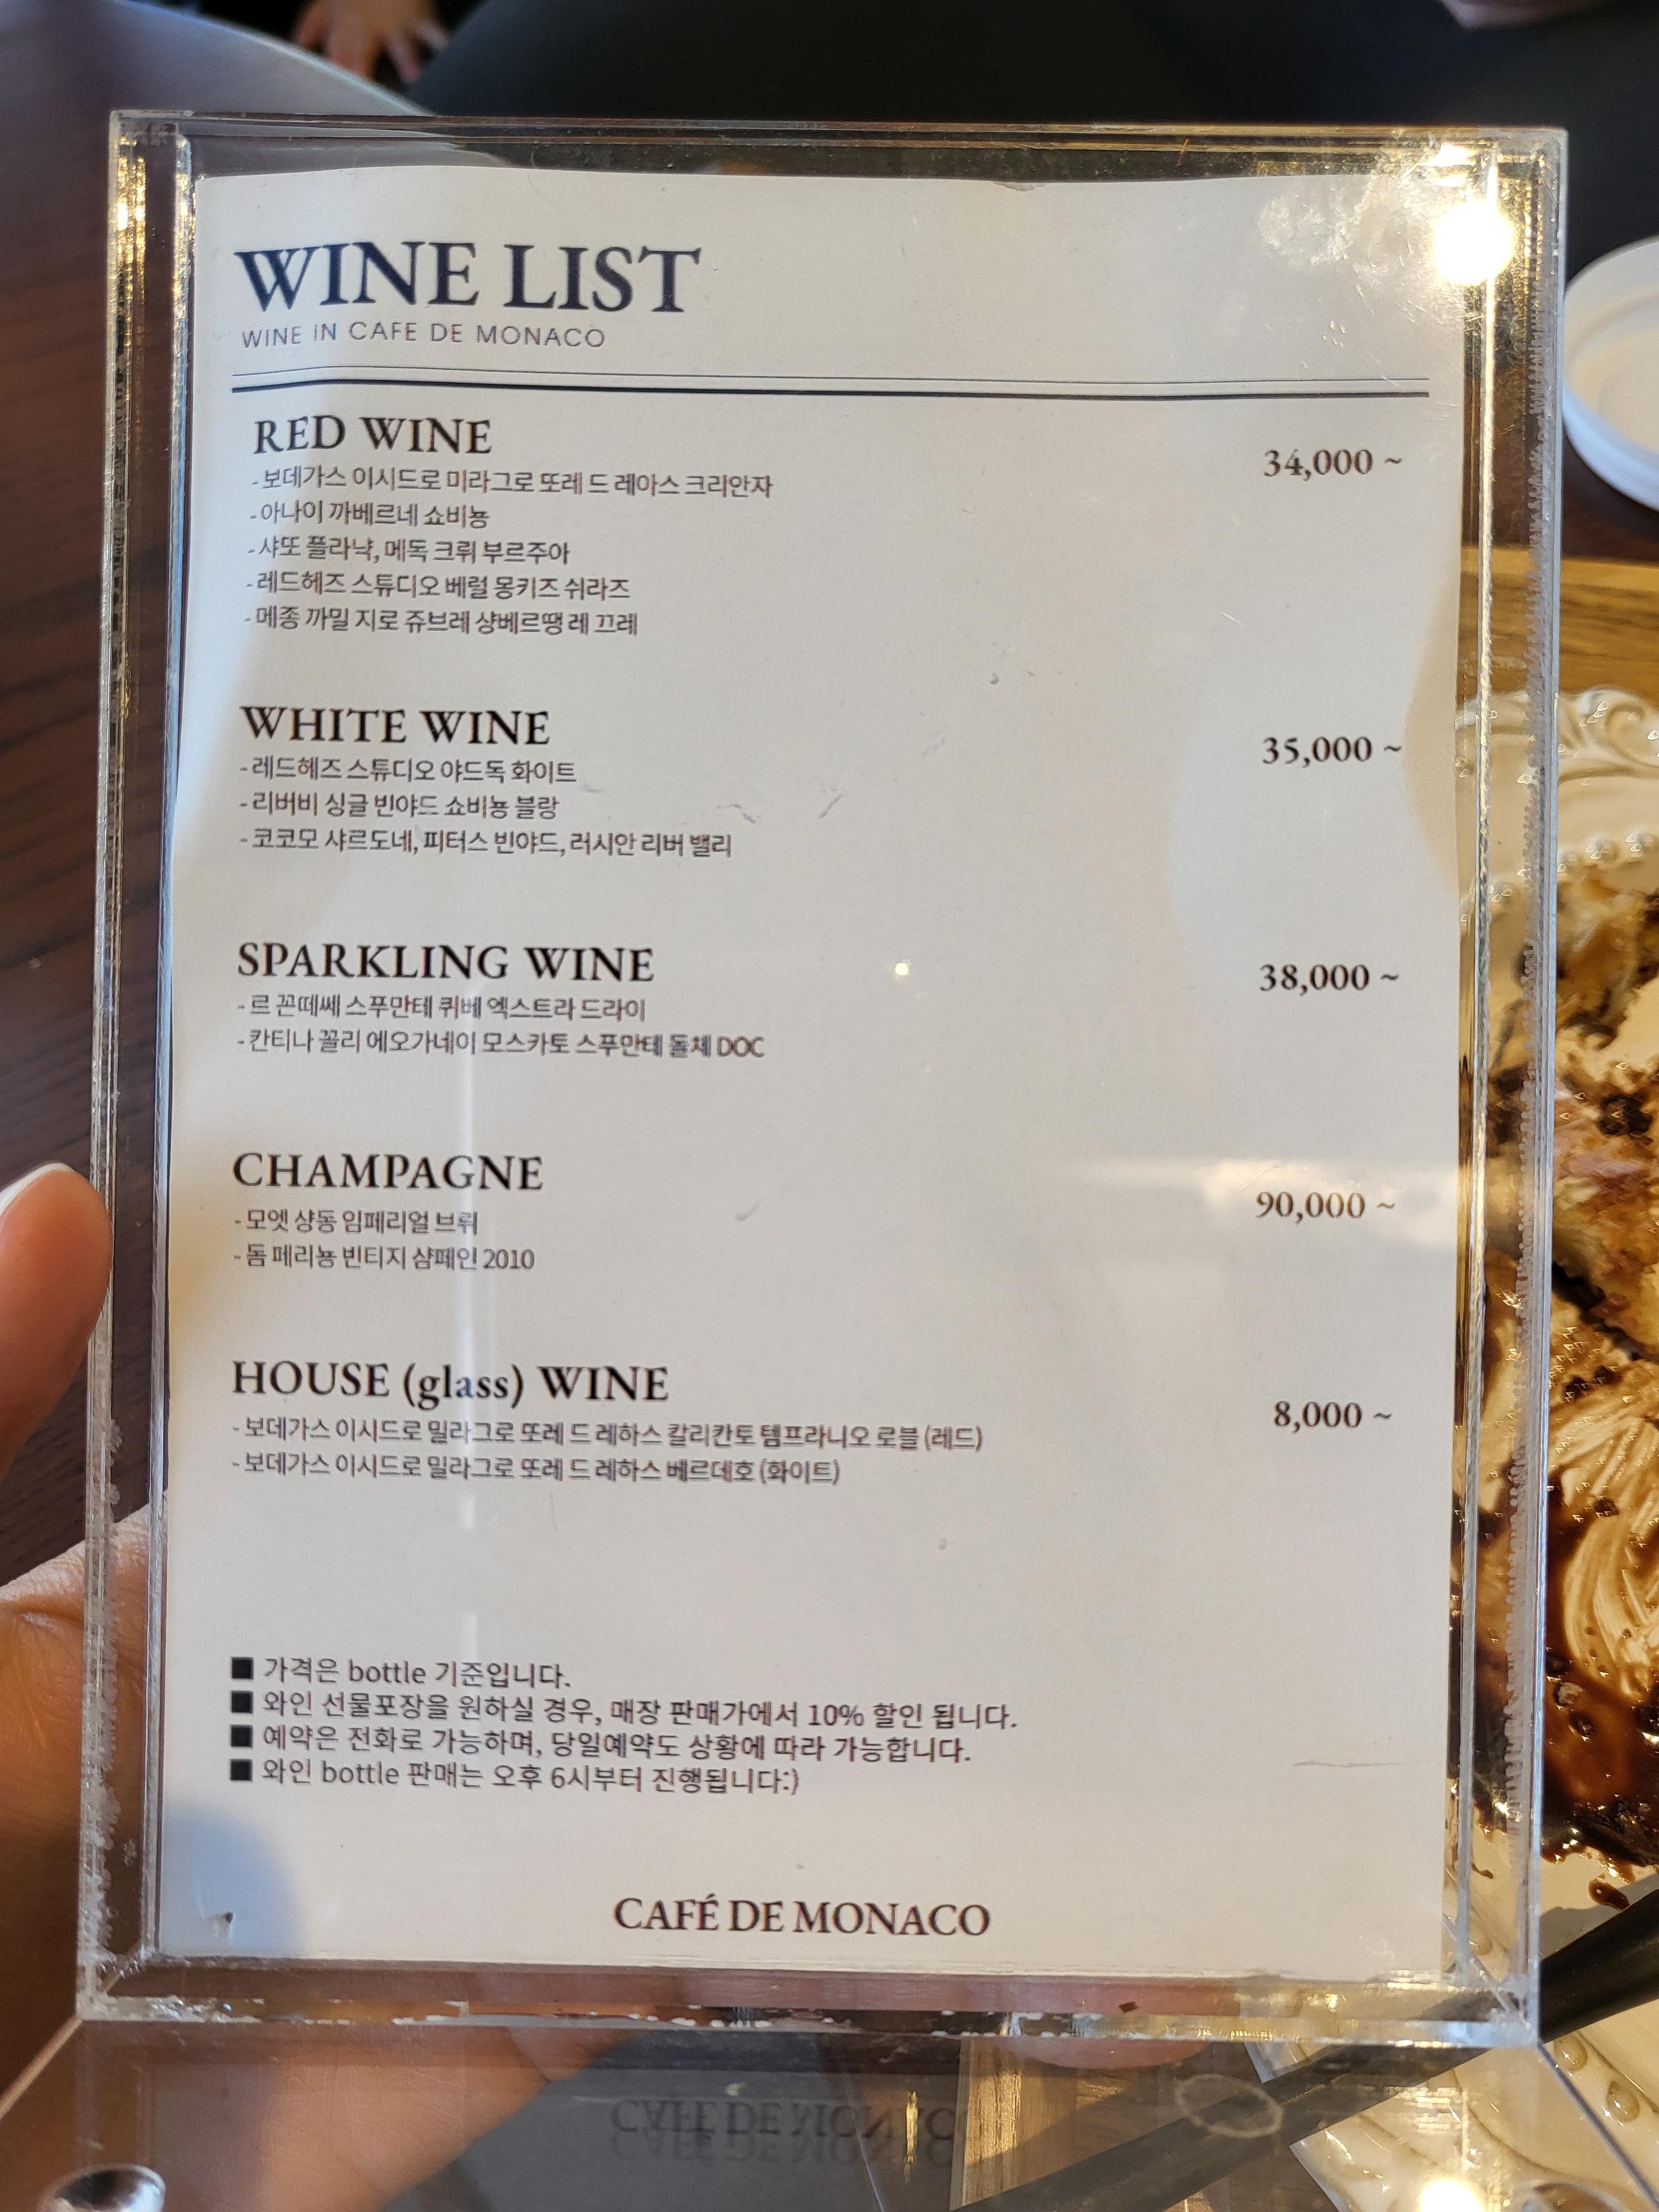 WINE LIST
WINE IN CAFE DE MONACO
RED WINE
34,000 ~
- 보데가스 이시드로 미라그로 또레 드 레아스 크리안자
- 아나이 까베르네 쇼비뇽
- 샤또 플라냑, 메독 크뤼 부르주아
- 레드헤즈 스튜디오 베럴 몽키즈 쉬라즈
- 메종 까밀 지로 쥬브레 샹베르땡 레 끄레
WHITE WINE
35,000 ~
- 레드헤즈 스튜디오 야드독 화이트
- 리버비 싱글 빈야드 쇼비뇽 블랑
- 코코모 샤르도네, 피터스 빈야드, 러시안 리버 밸리
SPARKLING WINE
38,000 ~
- 르 꼰떼쎄 스푸만테 퀴베 엑스트라 드라이
- 칸티나 꼴리 에오가네이 모스카토 스푸만테 돌체 DOC
CHAMPAGNE
90,000 ~
- 모엣 샹동 임페리얼 브뤼
- 돔 페리뇽 빈티지 샴페인 2010
HOUSE (glass) WINE
8,000 ~
- 보데가스 이시드로 밀라그로 또레 드 레하스 칼리칸토 템프라니오 로블 (레드)
- 보데가스 이시드로 밀라그로 또레 드 레하스 베르데호 (화이트)
■ 가격은 bottle 기준입니다.
■ 와인 선물포장을 원하실 경우, 매장 판매가에서 10% 할인 됩니다.
■ 예약은 전화로 가능하며, 당일예약도 상황에 따라 가능합니다.
■ 와인 bottle 판매는 오후 6시부터 진행됩니다:)
CAFÉ DE MONACO